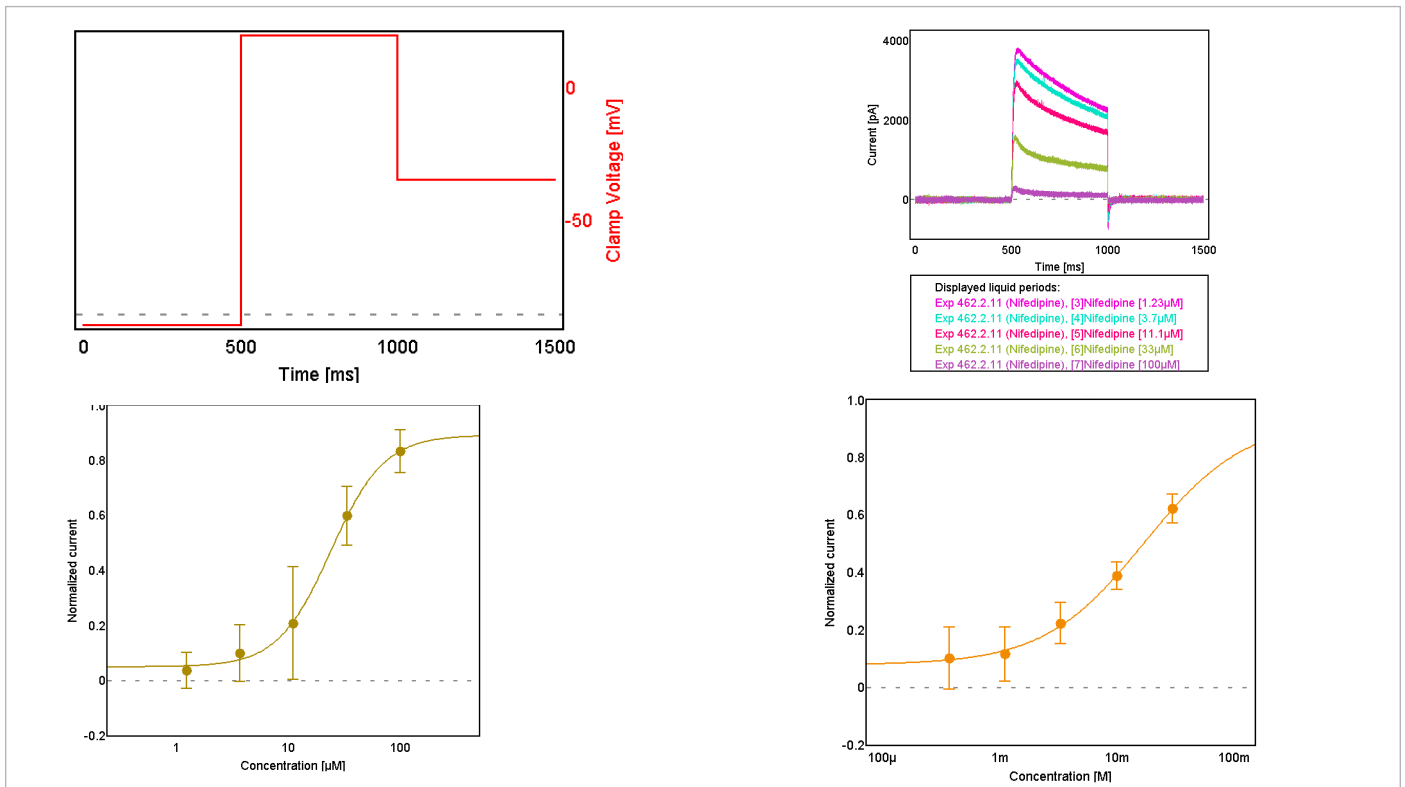 0
-50
Clamp Voltage [mV]
0
500
1000
1500
Time [ms]
4000
2000
0
Current [pA]
0
500
1000
1500
Time [ms]
Displayed liquid periods:
Exp 462.2.11 (Nifedipine), [3]Nifedipine [1.23µM]
Exp 462.2.11 (Nifedipine), [4]Nifedipine [3.7µM]
Exp 462.2.11 (Nifedipine), [5]Nifedipine [11.1µM]
Exp 462.2.11 (Nifedipine), [6]Nifedipine [33µM]
Exp 462.2.11 (Nifedipine), [7]Nifedipine [100µM]
1.0
0.8
0.6
0.4
0.2
0
-0.2
Normalized current
1
10
100
Concentration [µM]
1.0
0.8
0.6
0.4
0.2
0
-0.2
Normalized current
100µ
1m
10m
100m
Concentration [M]